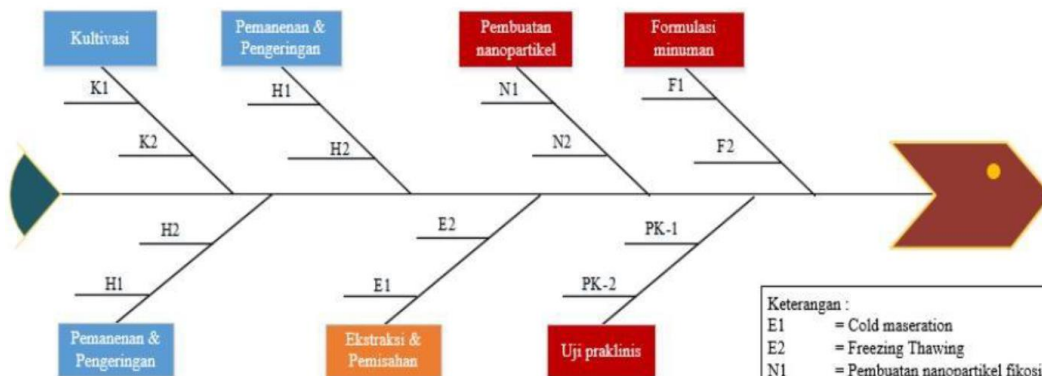 Kultivasi
Pemanenan &
Pengeringan
Pembuatan
nanopartikel
Formulasi
minuman
K1
H1
N1
F1
K2
H2
N2
F2
H2
E2
PK-1
H1
E1
PK-2
Pemanenan &
Pengeringan
Ekstraksi &
Pemisahan
Uji praklinis
Keterangan :
E1 = Cold maseration
E2 = Freezing Thawing
N1 = Pembuatan nanopartikel fikosi